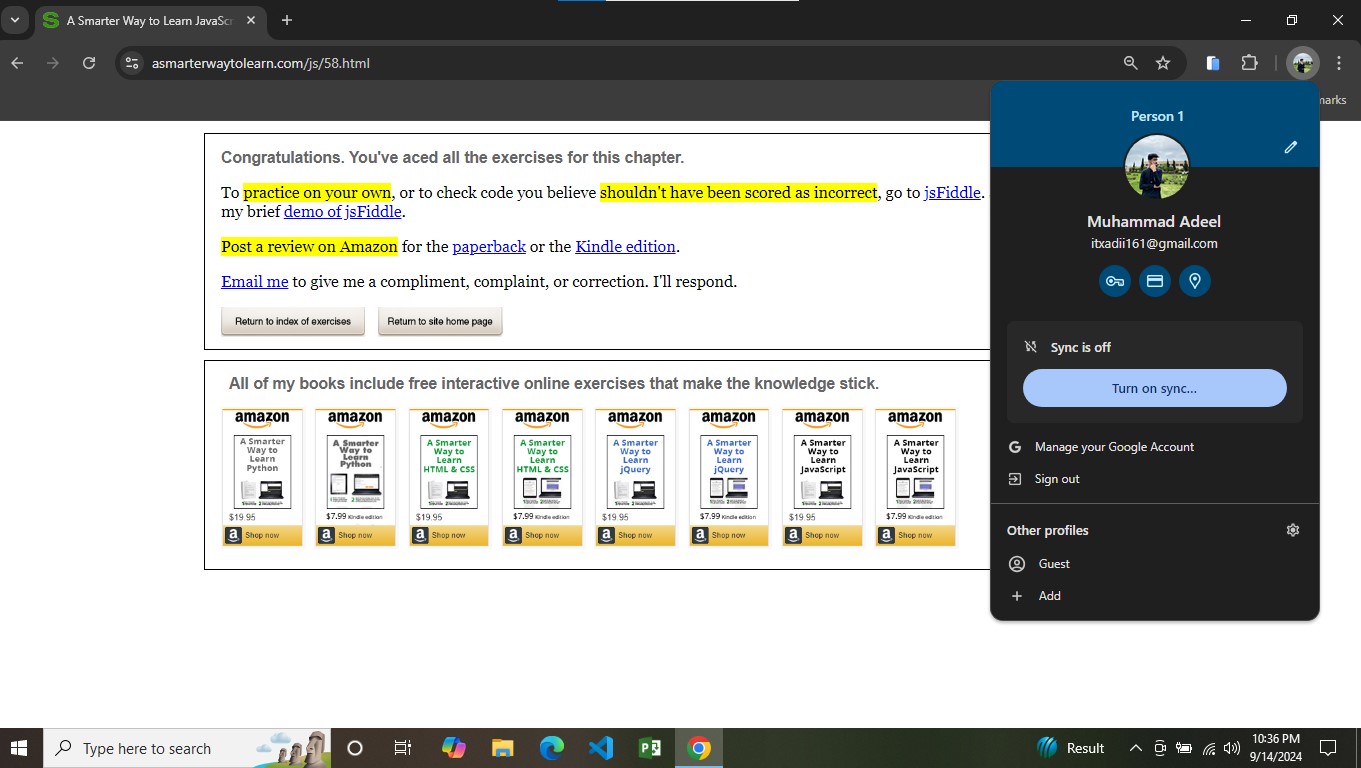 A Smarter Way to Learn JavaScr
asmarterwaytolearn.com/js/58.html
marks
Congratulations. You've aced all the exercises for this chapter.
To practice on your own, or to check code you believe shouldn't have been scored as incorrect, go to jsFiddle.
my brief demo of jsFiddle.
Post a review on Amazon for the paperback or the Kindle edition.
Email me to give me a compliment, complaint, or correction. I'll respond.
Return to index of exercises
Return to site home page
All of my books include free interactive online exercises that make the knowledge stick.
amazon
A Smarter
Way to
Learn
Python
$19.95
Shop now
amazon
A Smarter
Way to
Learn
Python
$7.99 Kindle edition
Shop now
amazon
A Smarter
Way to
Learn
HTML & CSS
$19.95
Shop now
amazon
A Smarter
Way to
Learn
HTML & CSS
$7.99 Kindle edition
Shop now
amazon
A Smarter
Way to
Learn
jQuery
$19.95
Shop now
amazon
A Smarter
Way to
Learn
jQuery
$7.99 Kindle edition
Shop now
amazon
A Smarter
Way to
Learn
JavaScript
$19.95
Shop now
amazon
A Smarter
Way to
Learn
JavaScript
$7.99 Kindle edition
Shop now
Person 1
Muhammad Adeel
itxadii161@gmail.com
Sync is off
Turn on sync...
Manage your Google Account
Sign out
Other profiles
Guest
Add
Type here to search
Result
10:36 PM
9/14/2024